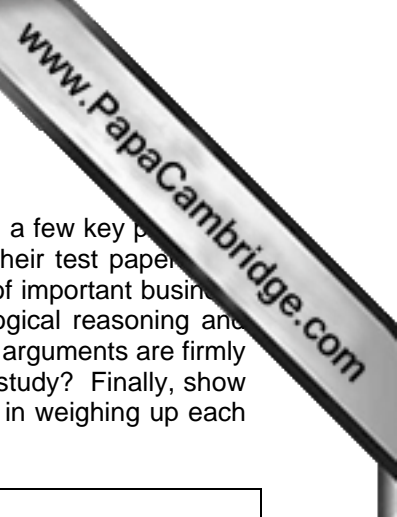 www.PapaCambridge.com
a few key
heir test paper
of important busin
ogical reasoning and
arguments are firmly
study? Finally, show
in weighing up each